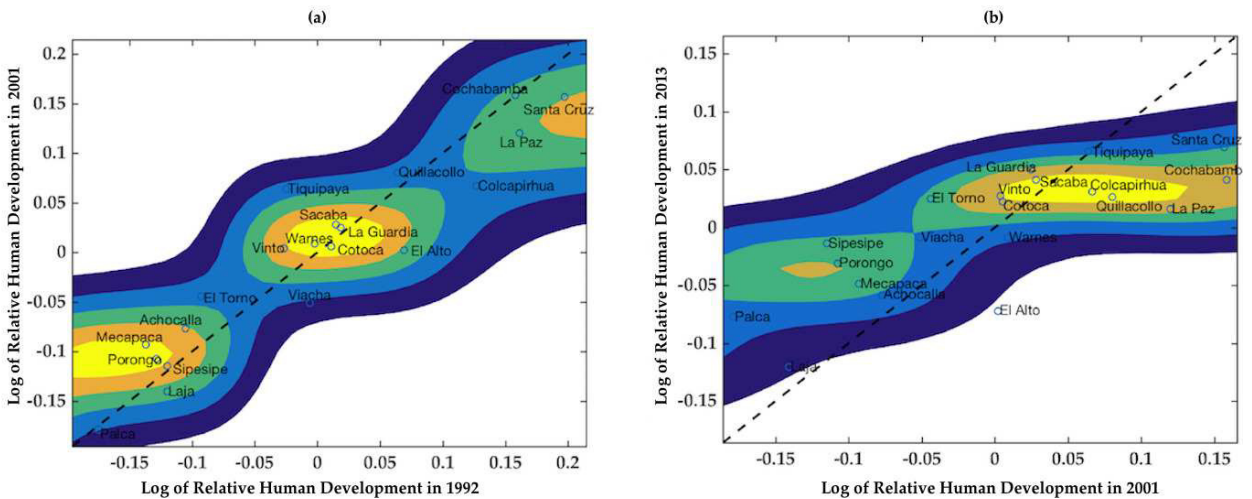 (a)
Log of Relative Human Development in 2001
0.2
0.15
0.1
0.05
0
-0.05
-0.1
-0.15
Cochabamba
Santa Cruz
La Paz
Quillacollo
Colcapirhua
Tiquipaya
Sacaba
La Guardia
Warnes
Vinto
Cotoca
El Alto
El Torno
Viacha
Achocalla
Mecapaca
Porongo
Sipesipe
Laja
Palca
-0.15
-0.1
-0.05
0
0.05
0.1
0.15
0.2
Log of Relative Human Development in 1992
(b)
Log of Relative Human Development in 2013
0.15
0.1
0.05
0
-0.05
-0.1
-0.15
Santa Cruz
Tiquipaya
La Guardia
Cochabamb
Sacaba
Colcapirhua
Vinto
El Torno
Cotoca
Quillacollo
La Paz
Viacha
Warnes
Sipesipe
Porongo
Mecapaca
Achocalla
Palca
El Alto
Laja
-0.15
-0.1
-0.05
0
0.05
0.1
0.15
Log of Relative Human Development in 2001